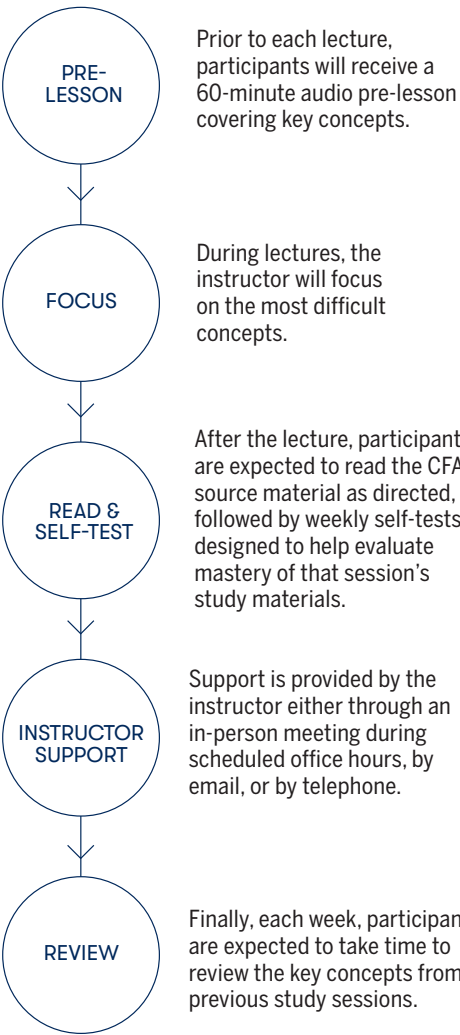 PRE-
LESSON
Prior to each lecture,
participants will receive a
60-minute audio pre-lesson
covering key concepts.
FOCUS
During lectures, the
instructor will focus
on the most difficult
concepts.
READ &
SELF-TEST
After the lecture, participant
are expected to read the CFA
source material as directed,
followed by weekly self-tests
designed to help evaluate
mastery of that session’s
study materials.
INSTRUCTOR
SUPPORT
Support is provided by the
instructor either through an
in-person meeting during
scheduled office hours, by
email, or by telephone.
REVIEW
Finally, each week, participan
are expected to take time to
review the key concepts from
previous study sessions.